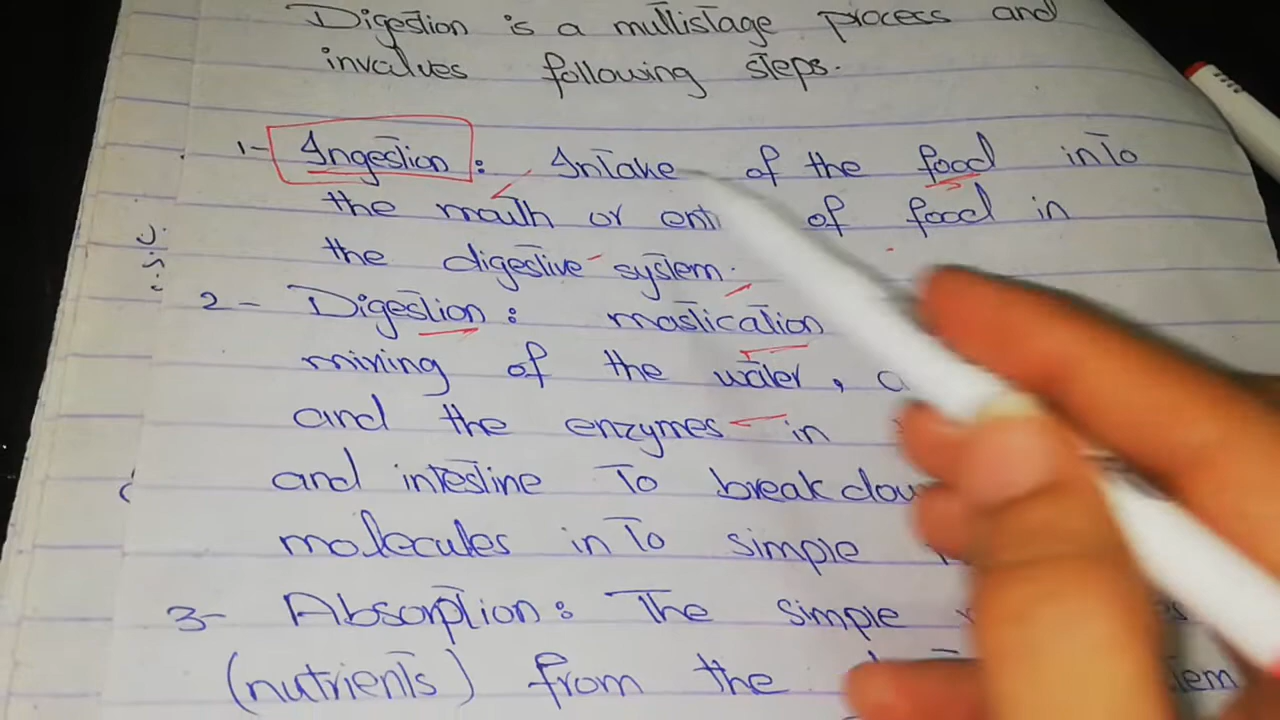 Digestion is a multistage process and
involves following steps.
1- Ingestion: Intake of the food into
the mouth or of food in
the digestive system.
2- Digestion: mastication
mixing of the water,
and the enzymes in
and intestine To break down
molecules into simple
3- Absorption: The simple
(nutrients) from the